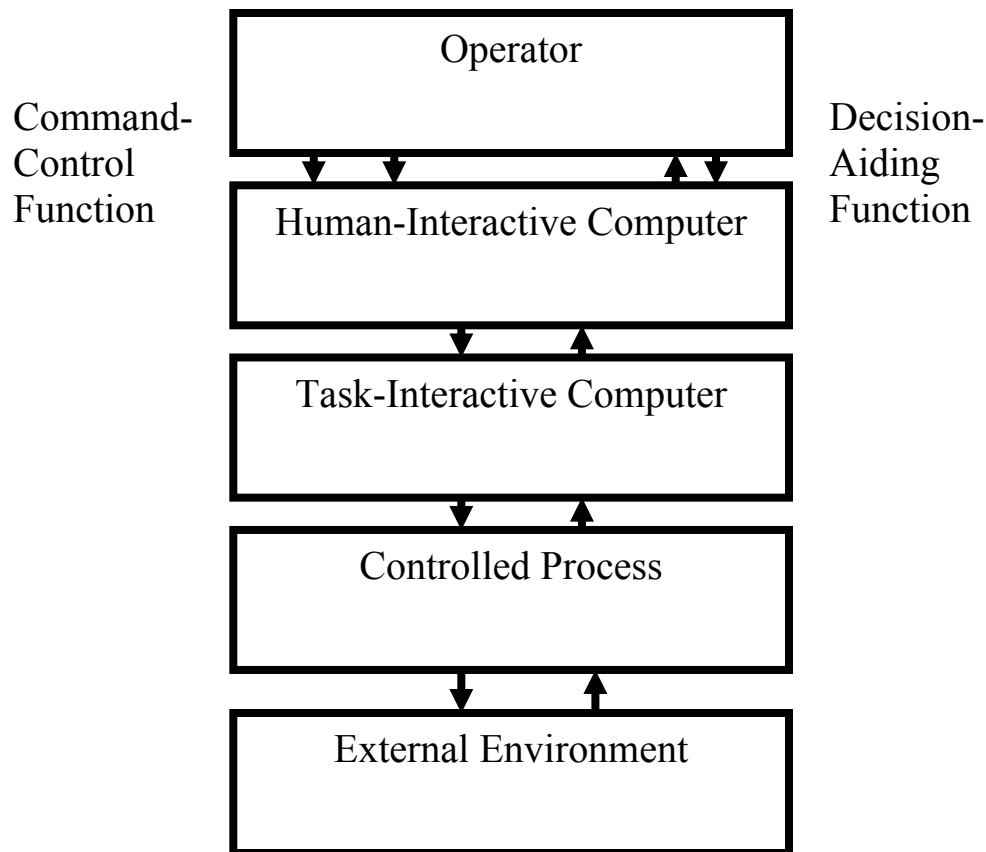 Operator
Command-
Control
Function
Decision-
Aiding
Function
Human-Interactive Computer
Task-Interactive Computer
Controlled Process
External Environment